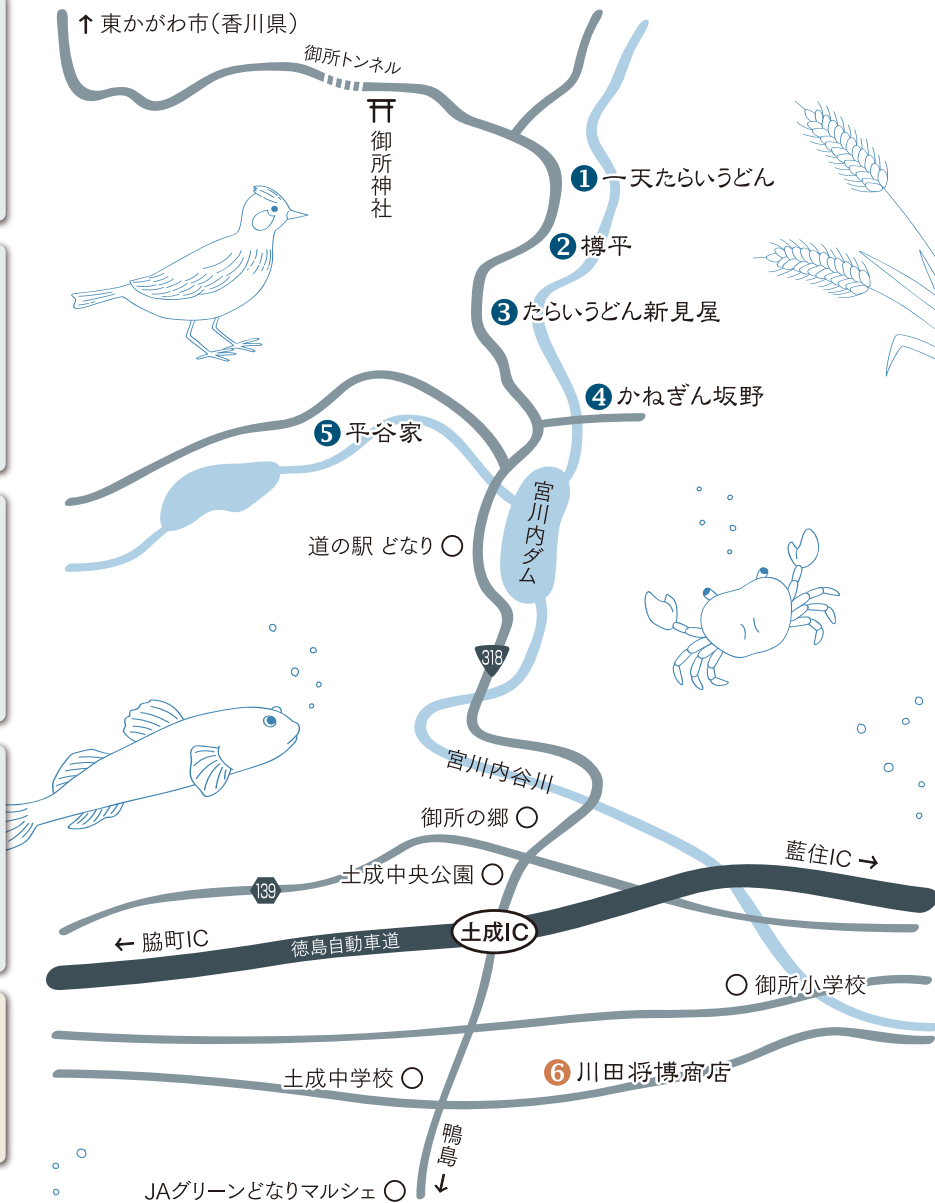 ↑ 東かがわ市(香川県)
御所トンネル
御所神社
1 一天たらいうどん
2 樽平
3 たらいうどん新見屋
4 かねぎん坂野
5 平谷家
宮川内ダム
道の駅 どなり
318
宮川内谷川
御所の郷
藍住IC →
土成中央公園
139
土成IC
← 脇町IC
徳島自動車道
御所小学校
6 川田将博商店
土成中学校
鴨島 ↓
JAグリーンどなりマルシェ